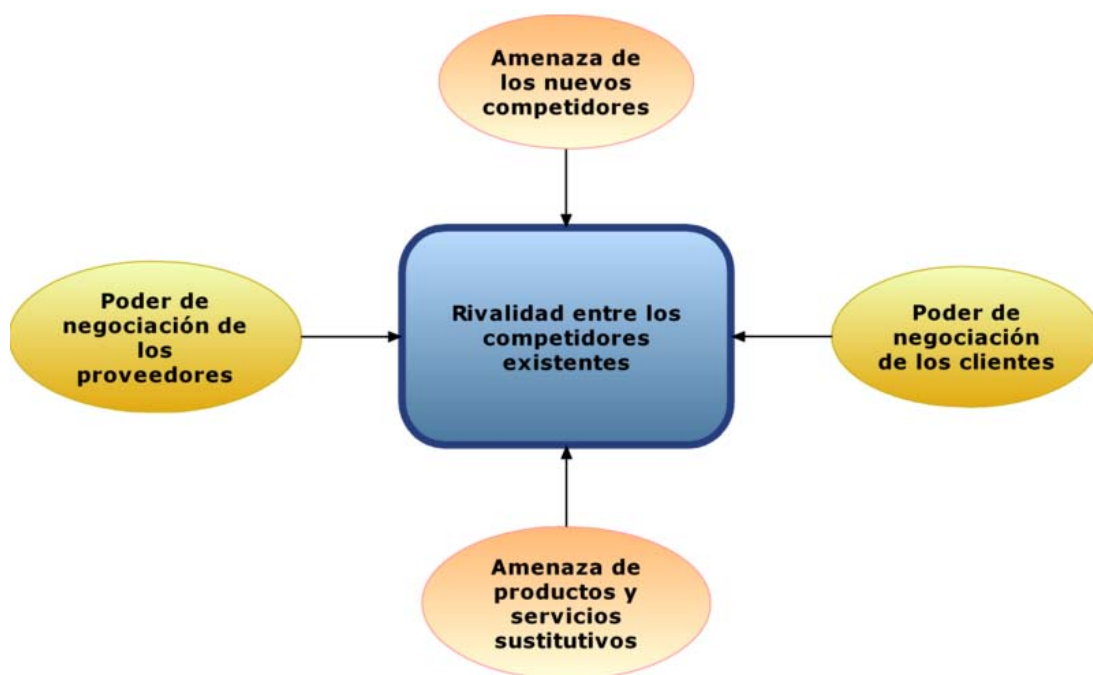 Amenaza de
los nuevos
competidores
Poder de
negociación de
los
proveedores
Rivalidad entre los
competidores
existentes
Poder de
negociación
de los clientes
Amenaza de
productos y
servicios
sustitutivos